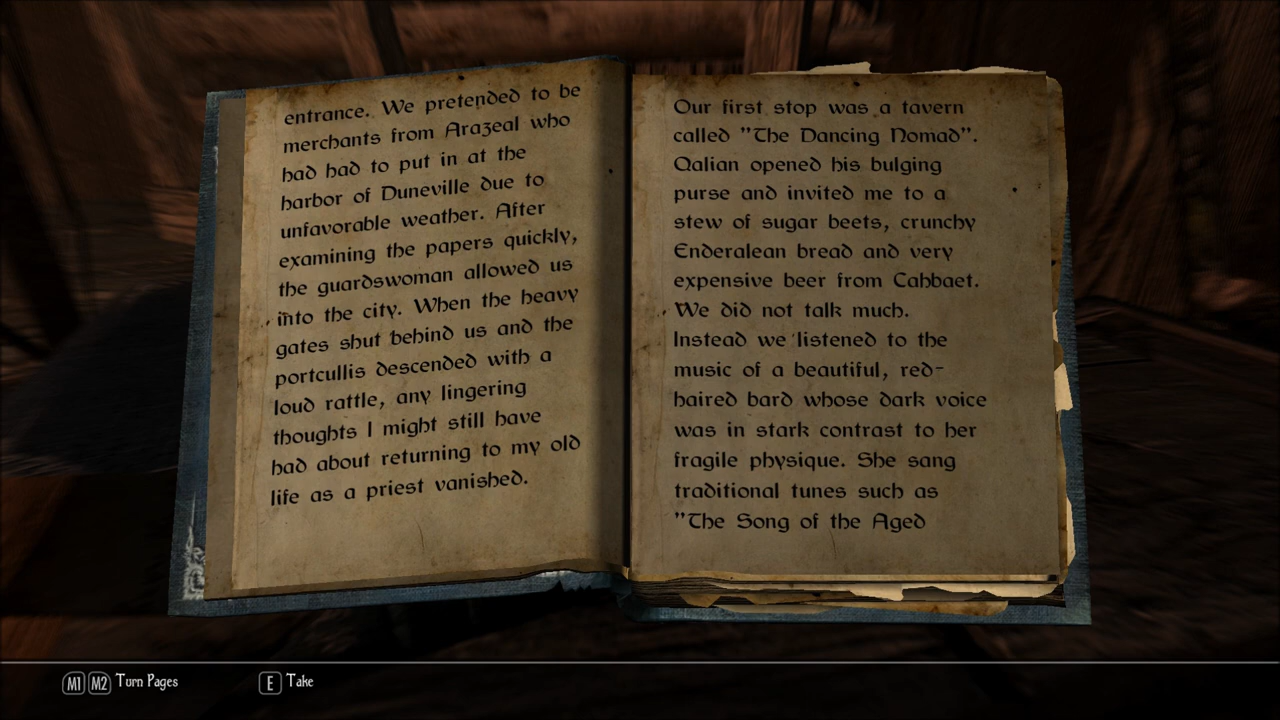 entrance. We pretended to be
merchants from Arazeal who
had had to put in at the
harbor of Duneville due to
unfavorable weather. After
examining the papers quickly,
the guardswoman allowed us
into the city. When the heavy
gates shut behind us and the
portcullis descended with a
loud rattle, any lingering
thoughts I might still have
had about returning to my old
life as a priest vanished.
Our first stop was a tavern
called "The Dancing Nomad".
Qalian opened his bulging
purse and invited me to a
stew of sugar beets, crunchy
Enderalean bread and very
expensive beer from Cahbaet.
We did not talk much.
Instead we listened to the
music of a beautiful, red-
haired bard whose dark voice
was in stark contrast to her
fragile physique. She sang
traditional tunes such as
"The Song of the Aged
M1 M2 Turn Pages
E Take